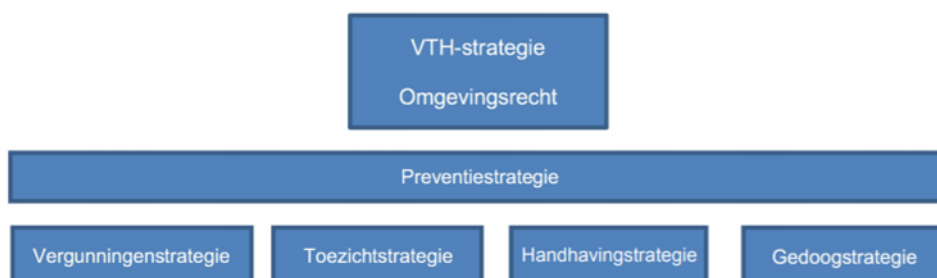 VTH-strategie
Omgevingsrecht
Preventiestrategie
Vergunningenstrategie
Toezichtstrategie
Handhavingstrategie
Gedoogstrategie